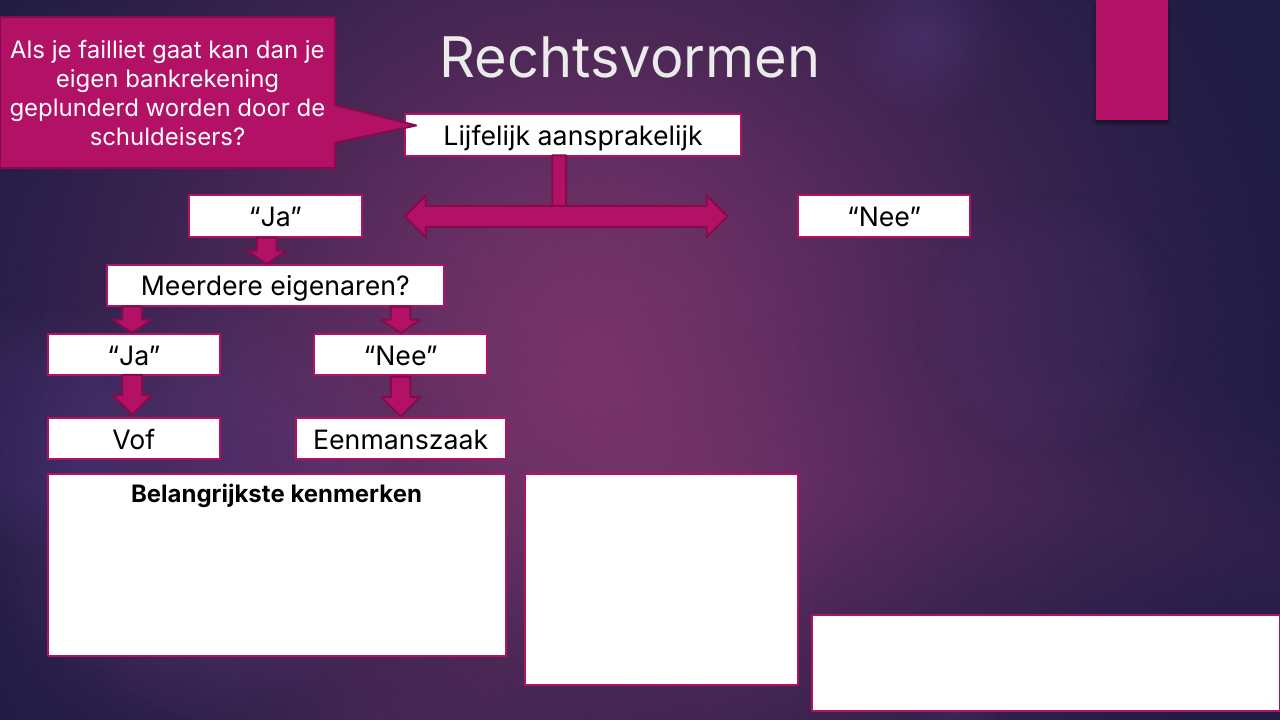 Als je failliet gaat kan dan je
eigen bankrekening
geplunderd worden door de
schuldeisers?
Rechtsvormen
Lijfelijk aansprakelijk
“Ja”
“Nee”
Meerdere eigenaren?
“Ja”
“Nee”
Vof
Eenmanszaak
Belangrijkste kenmerken